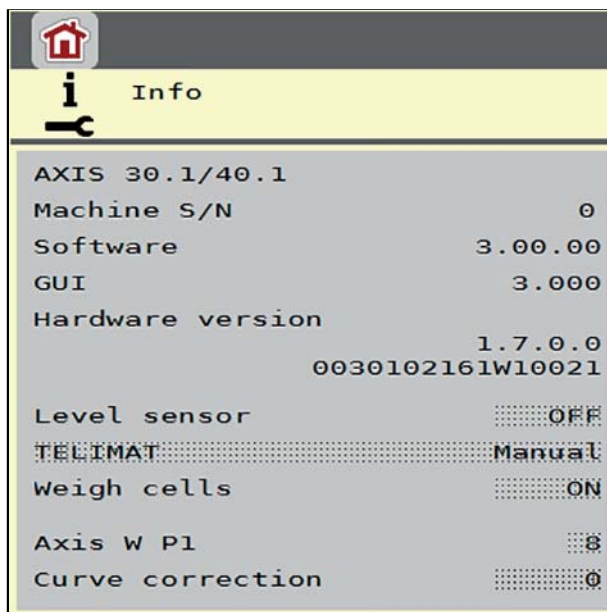 Info
AXIS 30.1/40.1
Machine S/N 0
Software 3.00.00
GUI 3.000
Hardware version
1.7.0.0
0030102161W10021
Level sensor OFF
TELIMAT Manual
Weigh cells ON
Axis W P1 8
Curve correction 0